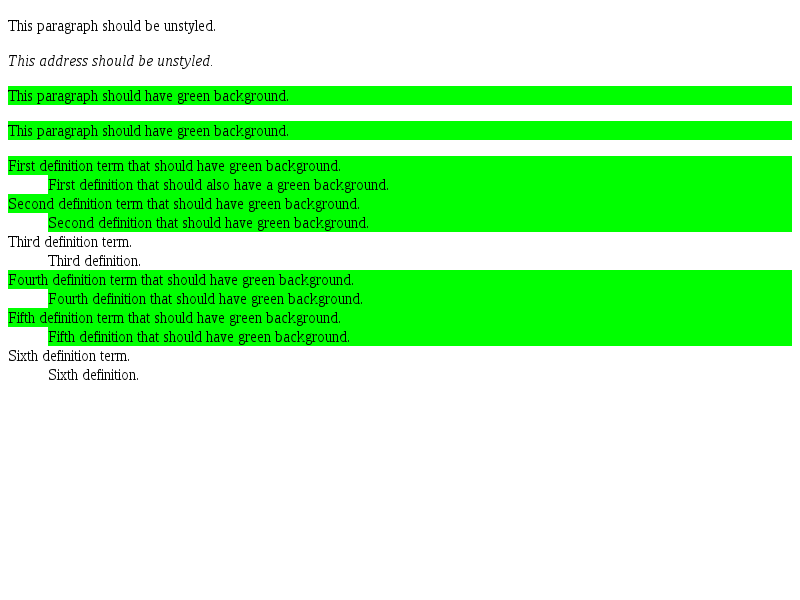 This paragraph should be unstyled.
This address should be unstyled.
This paragraph should have green background.
This paragraph should have green background.
First definition term that should have green background.
First definition that should also have a green background.
Second definition term that should have green background.
Second definition that should have green background.
Third definition term.
Third definition.
Fourth definition term that should have green background.
Fourth definition that should have green background.
Fifth definition term that should have green background.
Fifth definition that should have green background.
Sixth definition term.
Sixth definition.